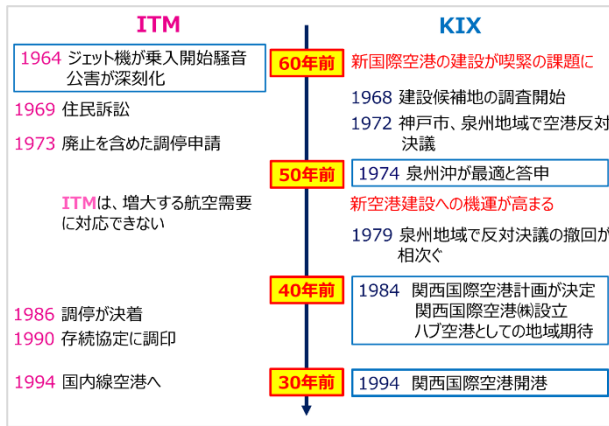 ITM
KIX
1964 ジェット機が乗入開始騒音
公害が深刻化
60年前
新国際空港の建設が喫緊の課題に
1968 建設候補地の調査開始
1969 住民訴訟
1972 神戸市、泉州地域で空港反対
決議
1973 廃止を含めた調停申請
50年前
1974 泉州沖が最適と答申
ITMは、増大する航空需要
に対応できない
新空港建設への機運が高まる
1979 泉州地域で反対決議の撤回が
相次ぐ
40年前
1984 関西国際空港計画が決定
関西国際空港㈱設立
ハブ空港としての地域期待
1986 調停が決着
1990 存続協定に調印
1994 国内線空港へ
30年前
1994 関西国際空港開港